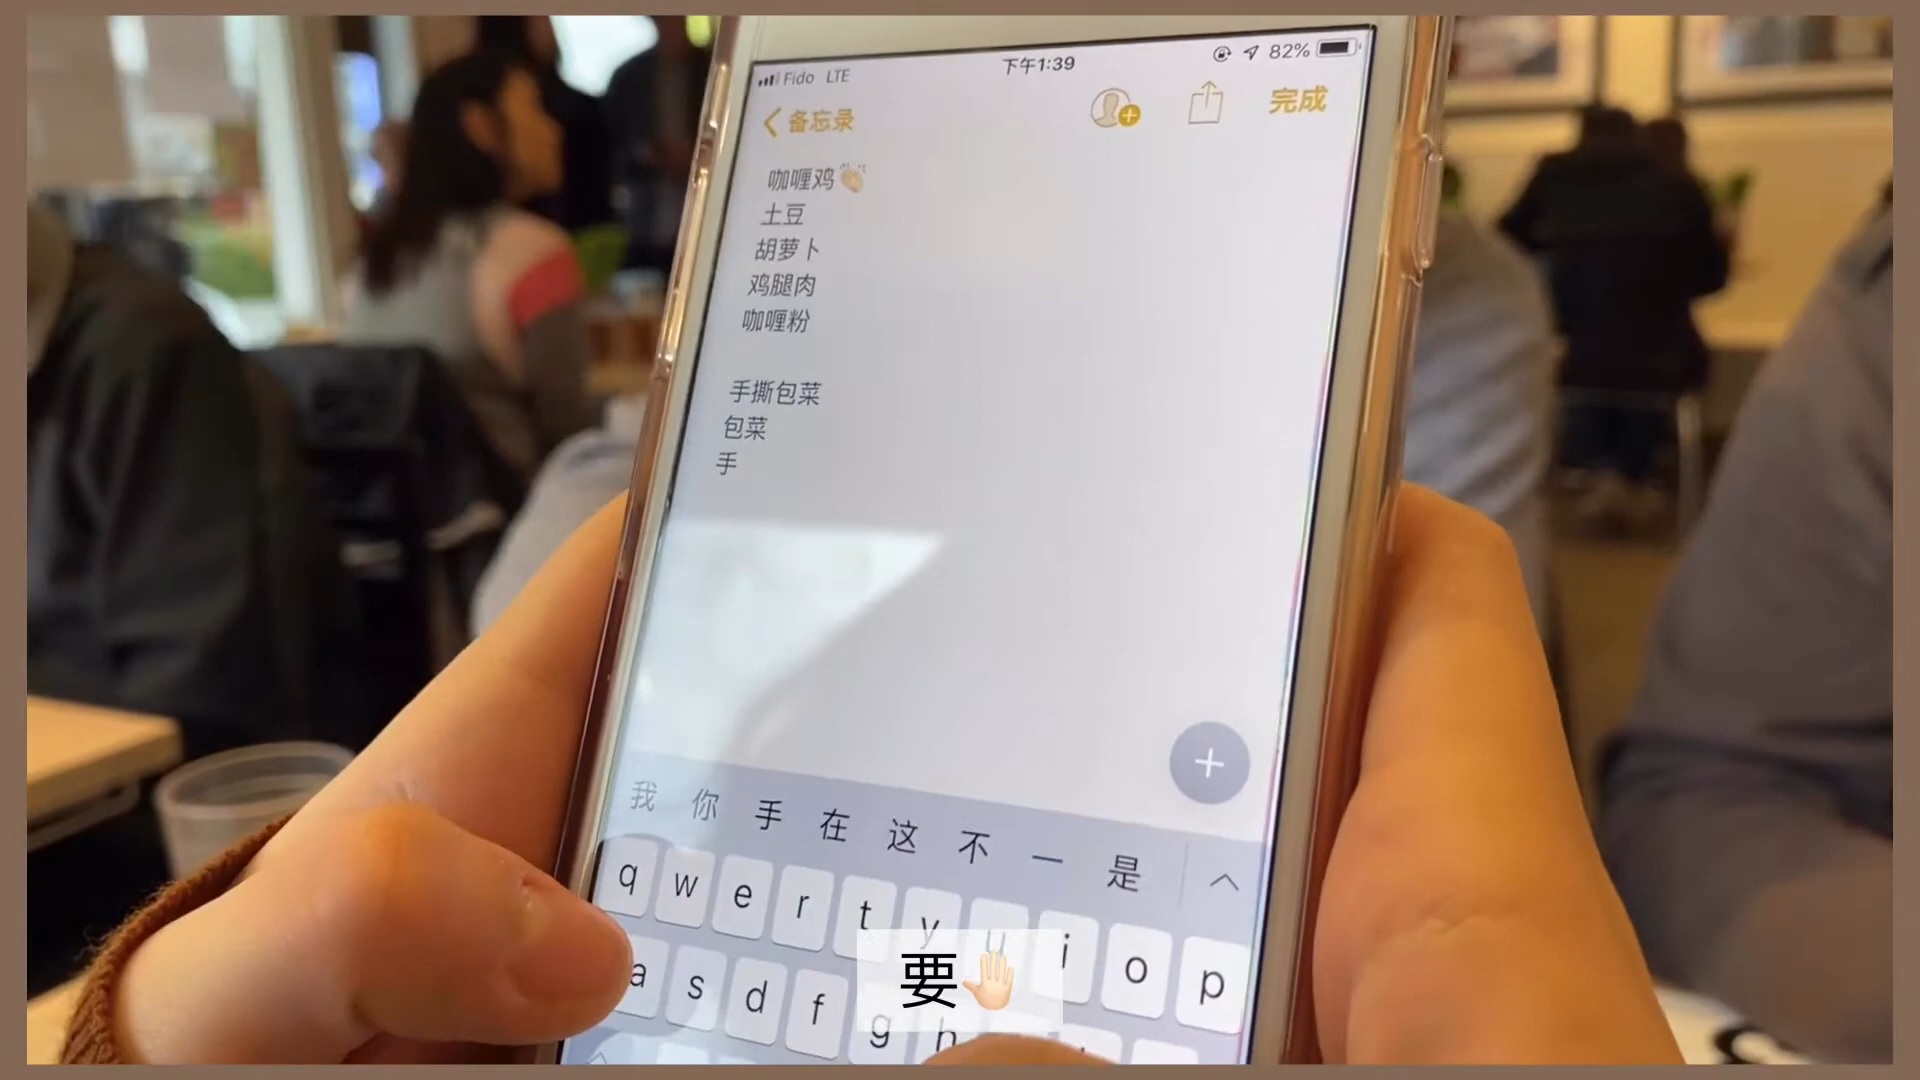 Fido LTE 下午1:39 82%
备忘录 完成
咖喱鸡👏🏻
土豆
胡萝卜
鸡腿肉
咖喱粉
手撕包菜
包菜
手
我 你 手 在 这 不 一 是
q w e r t y u i o p
a s d f g h
要🤚🏻